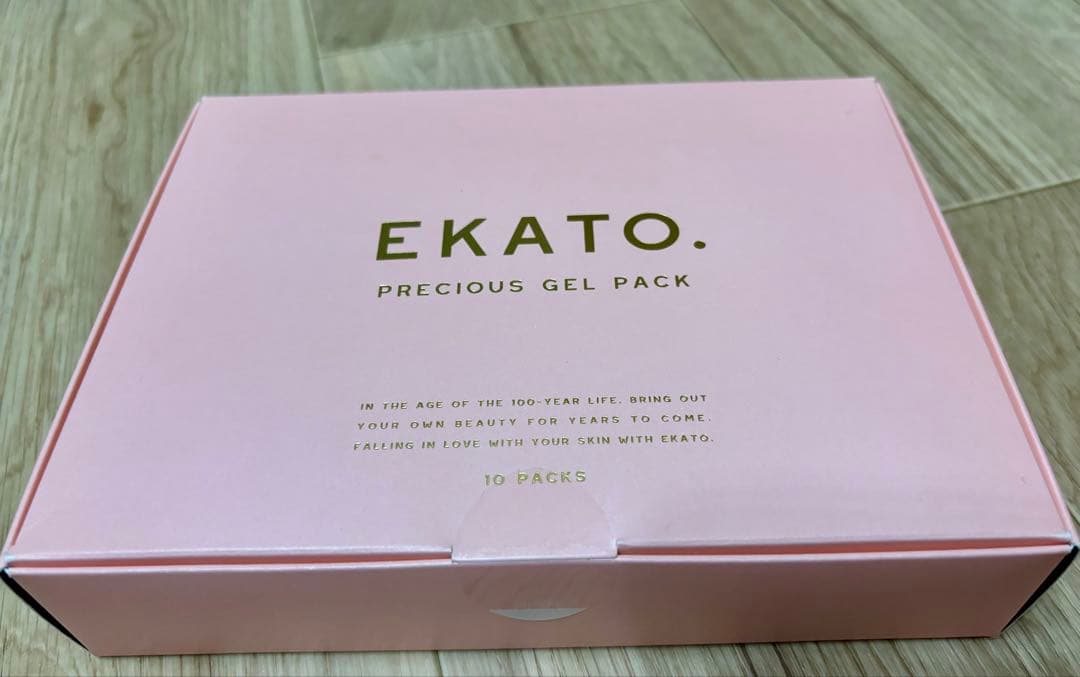 EKATO.
PRECIOUS GEL PACK
IN THE AGE OF THE 100-YEAR LIFE. BRING OUT
YOUR OWN BEAUTY FOR YEARS TO COME.
FALLING IN LOVE WITH YOUR SKIN WITH EKATO.
10 PACKS